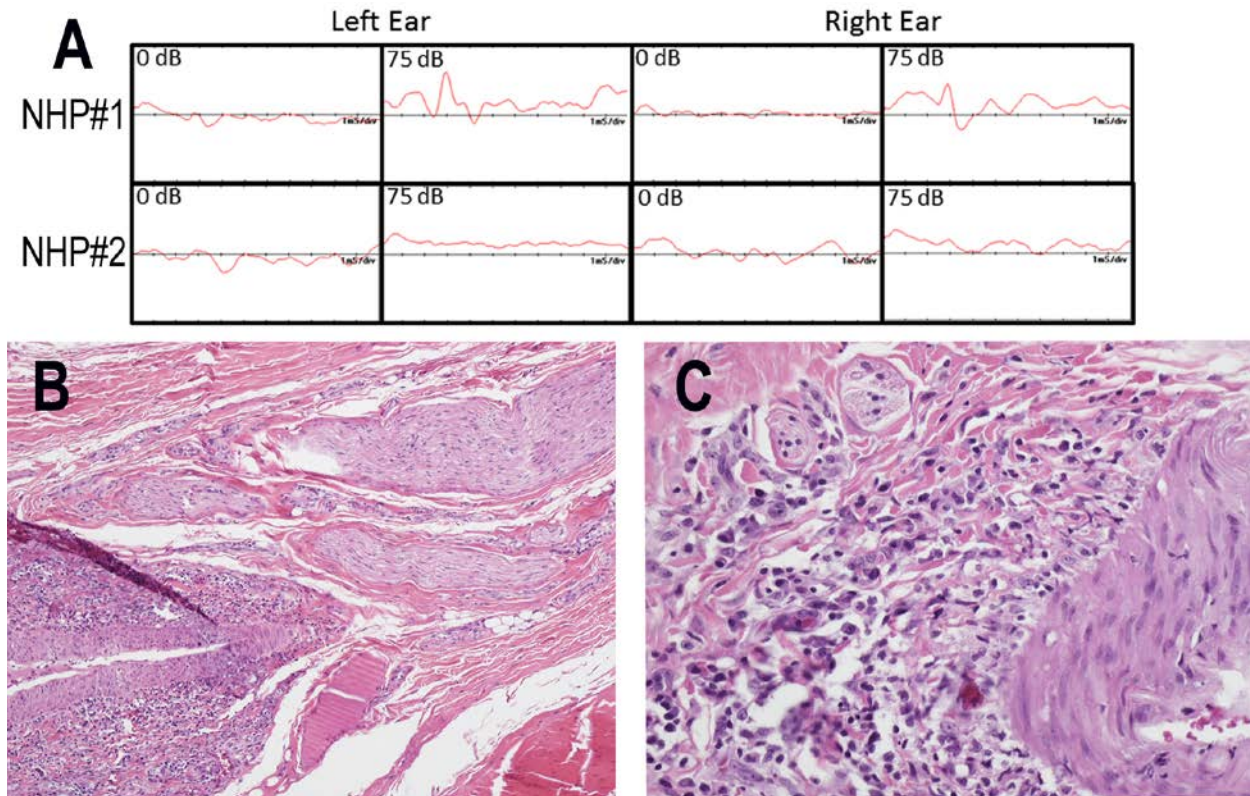 Left Ear Right Ear
A
0 dB 75 dB 0 dB 75 dB
NHP#1
1mS/div 1mS/div 1mS/div 1mS/div
0 dB 75 dB 0 dB 75 dB
NHP#2
1mS/div 1mS/div 1mS/div 1mS/div
B C